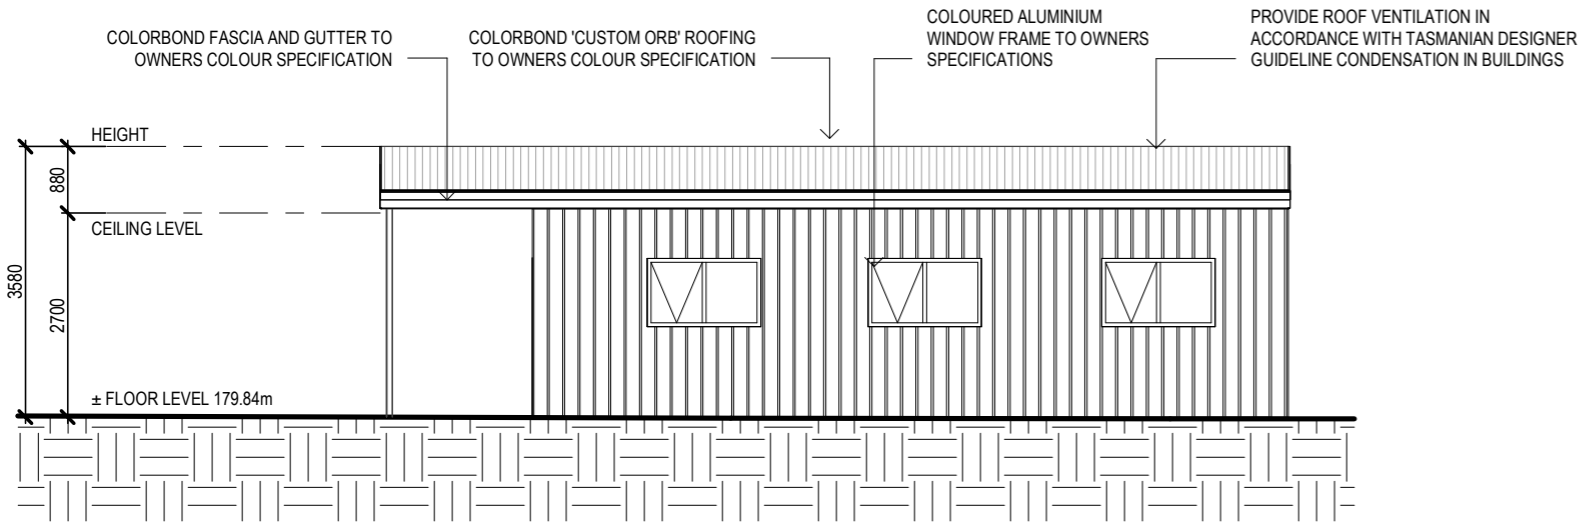 COLORBOND FASCIA AND GUTTER TO
OWNERS COLOUR SPECIFICATION
COLORBOND 'CUSTOM ORB' ROOFING
TO OWNERS COLOUR SPECIFICATION
COLOURED ALUMINIUM
WINDOW FRAME TO OWNERS
SPECIFICATIONS
PROVIDE ROOF VENTILATION IN
ACCORDANCE WITH TASMANIAN DESIGNER
GUIDELINE CONDENSATION IN BUILDINGS
HEIGHT
880
CEILING LEVEL
3580
2700
± FLOOR LEVEL 179.84m